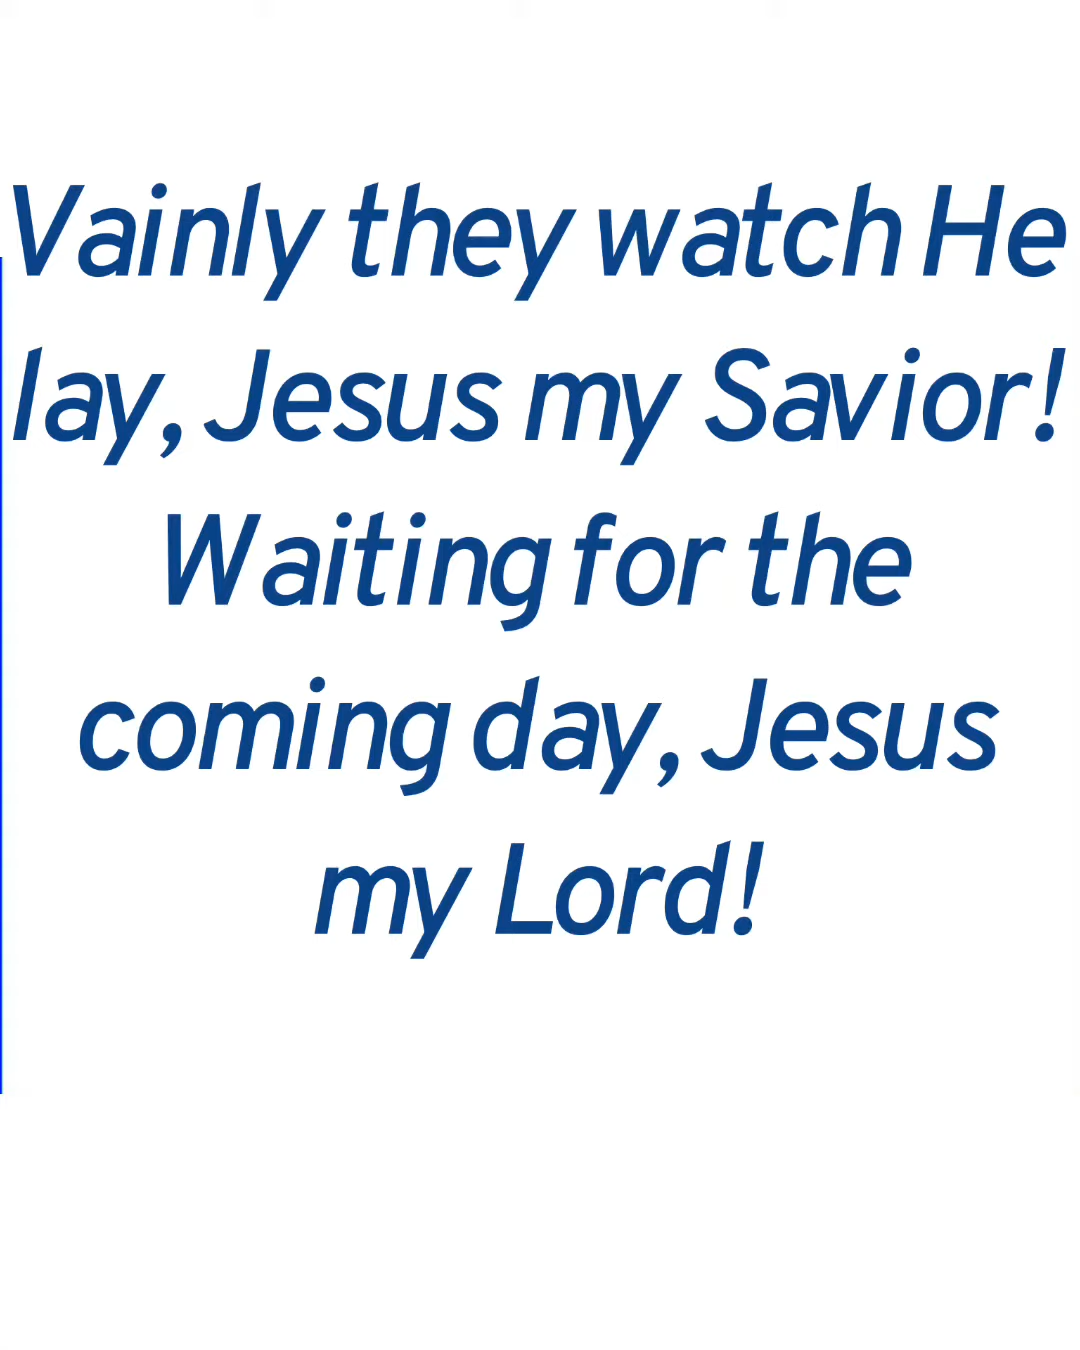 Vainly they watch He
lay, Jesus my Savior!
Waiting for the
coming day, Jesus
my Lord!